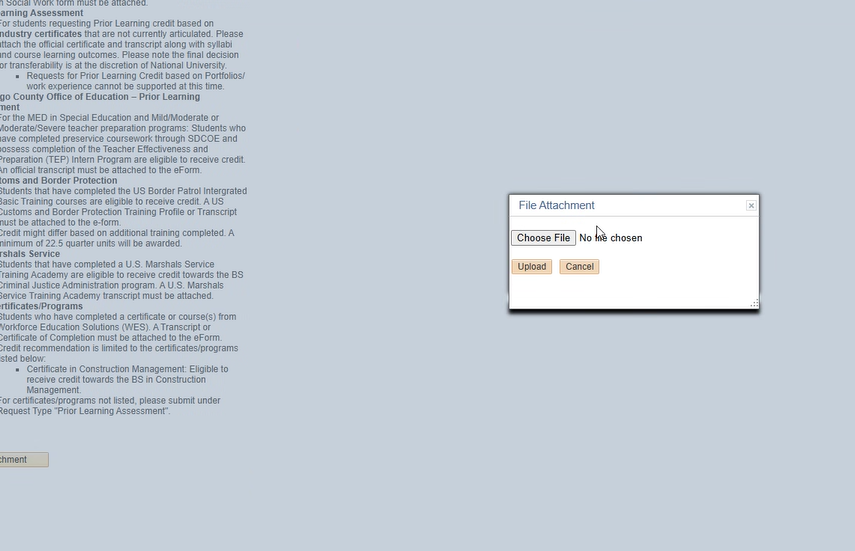 n Social Work form must be attached.
arning Assessment
For students requesting Prior Learning credit based on
ndustry certificates that are not currently articulated. Please
attach the official certificate and transcript along with syllabi
and course learning outcomes. Please note the final decision
for transferability is at the discretion of National University.
▪ Requests for Prior Learning Credit based on Portfolios/
work experience cannot be supported at this time.
go County Office of Education – Prior Learning
ment
For the MED in Special Education and Mild/Moderate or
Moderate/Severe teacher preparation programs: Students who
have completed preservice coursework through SDCOE and
possess completion of the Teacher Effectiveness and
Preparation (TEP) Intern Program are eligible to receive credit.
An official transcript must be attached to the eForm.
toms and Border Protection
Students that have completed the US Border Patrol Intergrated
Basic Training courses are eligible to receive credit. A US
Customs and Border Protection Training Profile or Transcript
must be attached to the e-form.
Credit might differ based on additional training completed. A
minimum of 22.5 quarter units will be awarded.
rshals Service
Students that have completed a U.S. Marshals Service
Training Academy are eligible to receive credit towards the BS
Criminal Justice Administration program. A U.S. Marshals
Service Training Academy transcript must be attached.
ertificates/Programs
Students who have completed a certificate or course(s) from
Workforce Education Solutions (WES). A Transcript or
Certificate of Completion must be attached to the eForm.
Credit recommendation is limited to the certificates/programs
listed below:
▪ Certificate in Construction Management: Eligible to
receive credit towards the BS in Construction
Management.
For certificates/programs not listed, please submit under
Request Type "Prior Learning Assessment".
chment
File Attachment
Choose File No file chosen
Upload Cancel